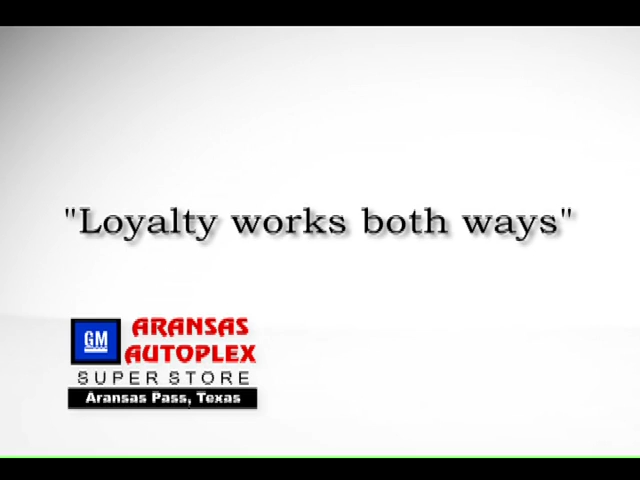 "Loyalty works both ways"
GM
ARANSAS
AUTOPLEX
SUPER STORE
Aransas Pass, Texas